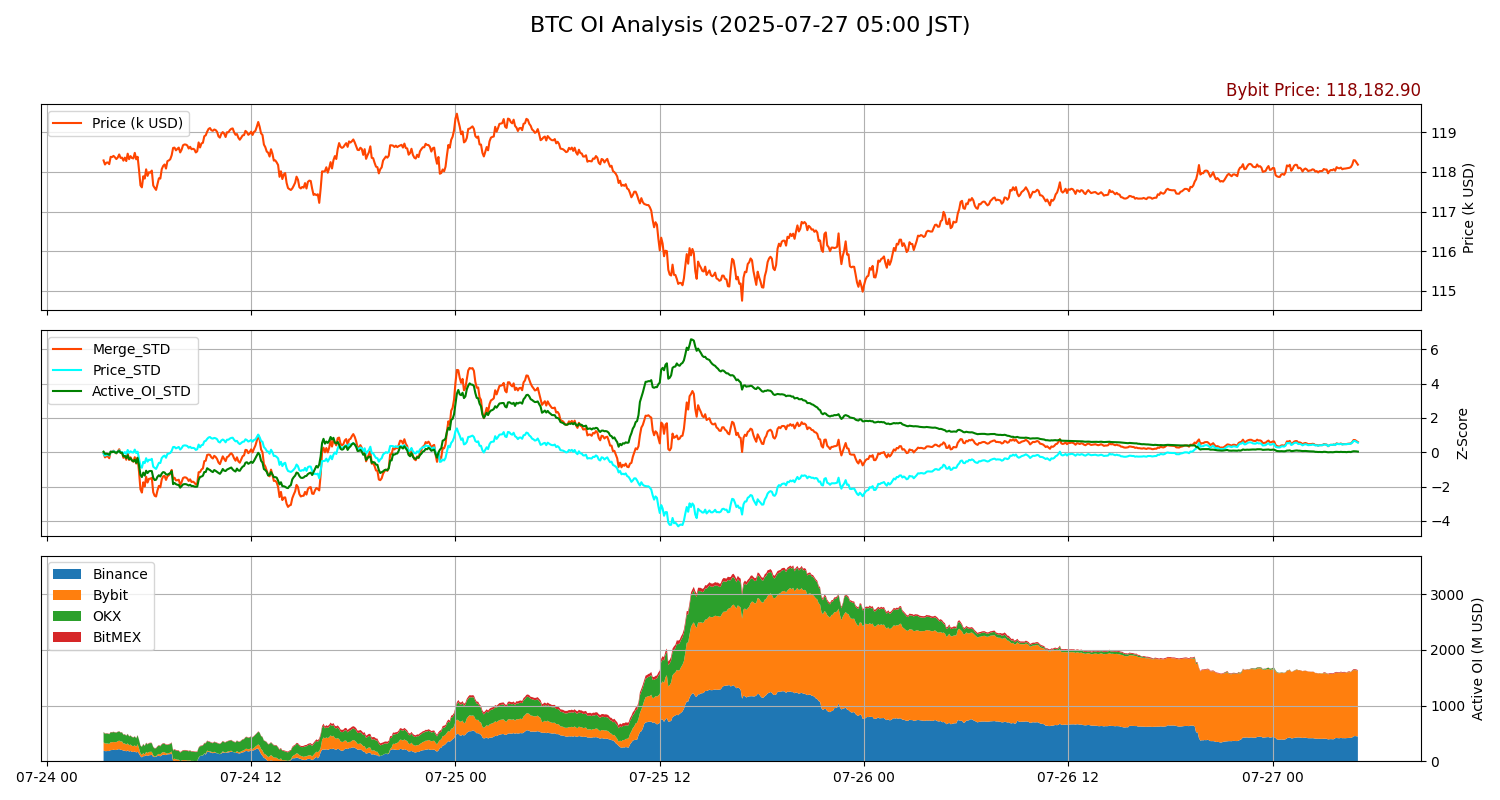 BTC OI Analysis (2025-07-27 05:00 JST)
Bybit Price: 118,182.90
Price (k USD)
119
118
117
116
115
Price (k USD)
Merge_STD
Price_STD
Active_OI_STD
6
4
2
0
−2
−4
Z-Score
Binance
Bybit
OKX
BitMEX
3000
2000
1000
0
Active OI (M USD)
07-24 00
07-24 12
07-25 00
07-25 12
07-26 00
07-26 12
07-27 00